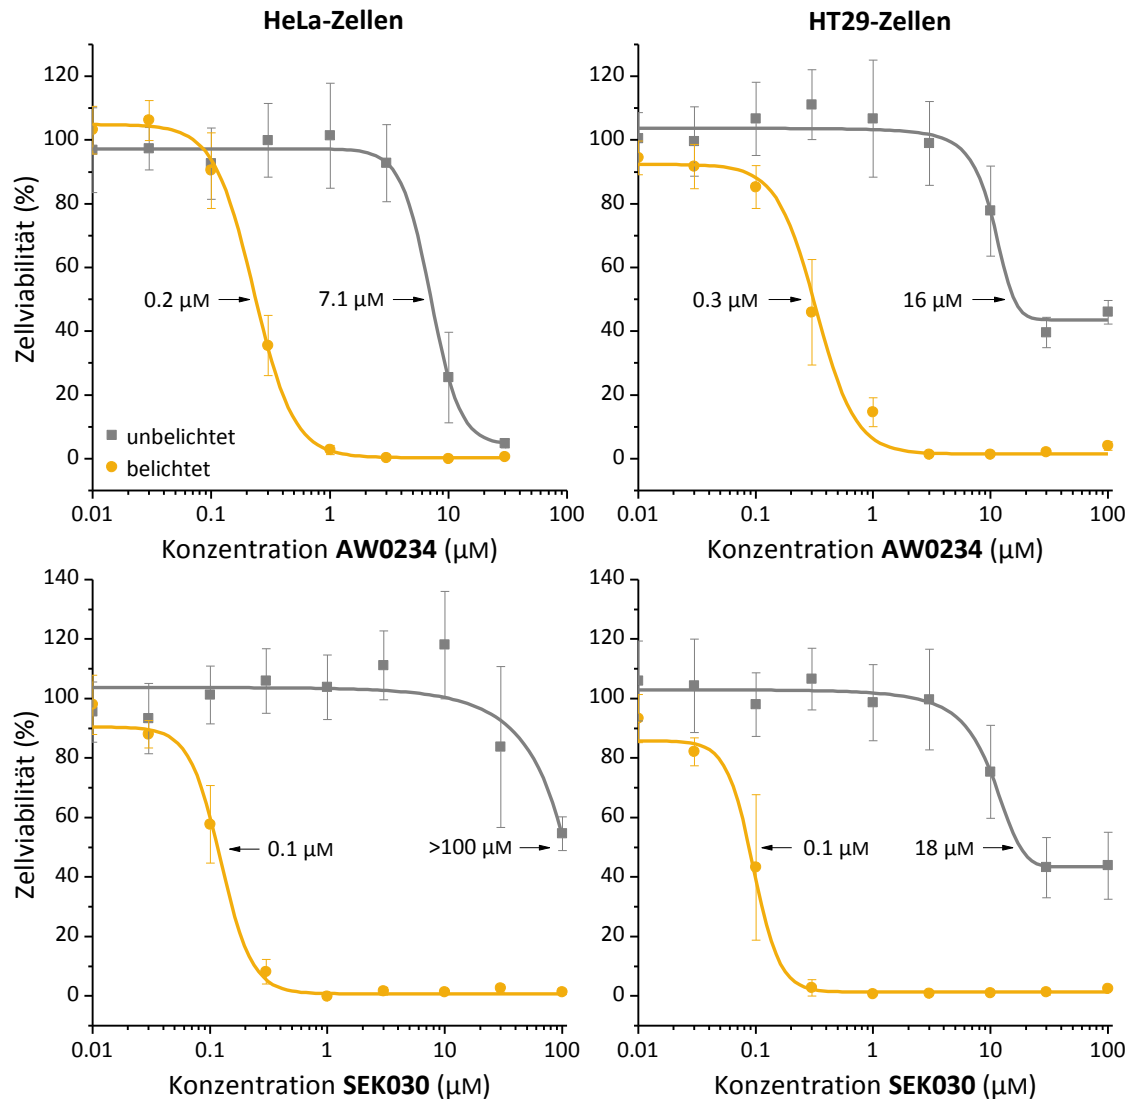 HeLa-Zellen
HT29-Zellen
Zellviabilität (%)
120
100
80
60
40
20
0
0.2 µM
7.1 µM
unbelichtet
belichtet
0.01
0.1
1
10
100
Konzentration AW0234 (µM)
120
100
80
60
40
20
0
0.3 µM
16 µM
0.01
0.1
1
10
100
Konzentration AW0234 (µM)
Zellviabilität (%)
140
120
100
80
60
40
20
0
0.1 µM
>100 µM
0.01
0.1
1
10
100
Konzentration SEK030 (µM)
140
120
100
80
60
40
20
0
0.1 µM
18 µM
0.01
0.1
1
10
100
Konzentration SEK030 (µM)